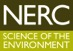 NERC
SCIENCE OF THE
ENVIRONMENT